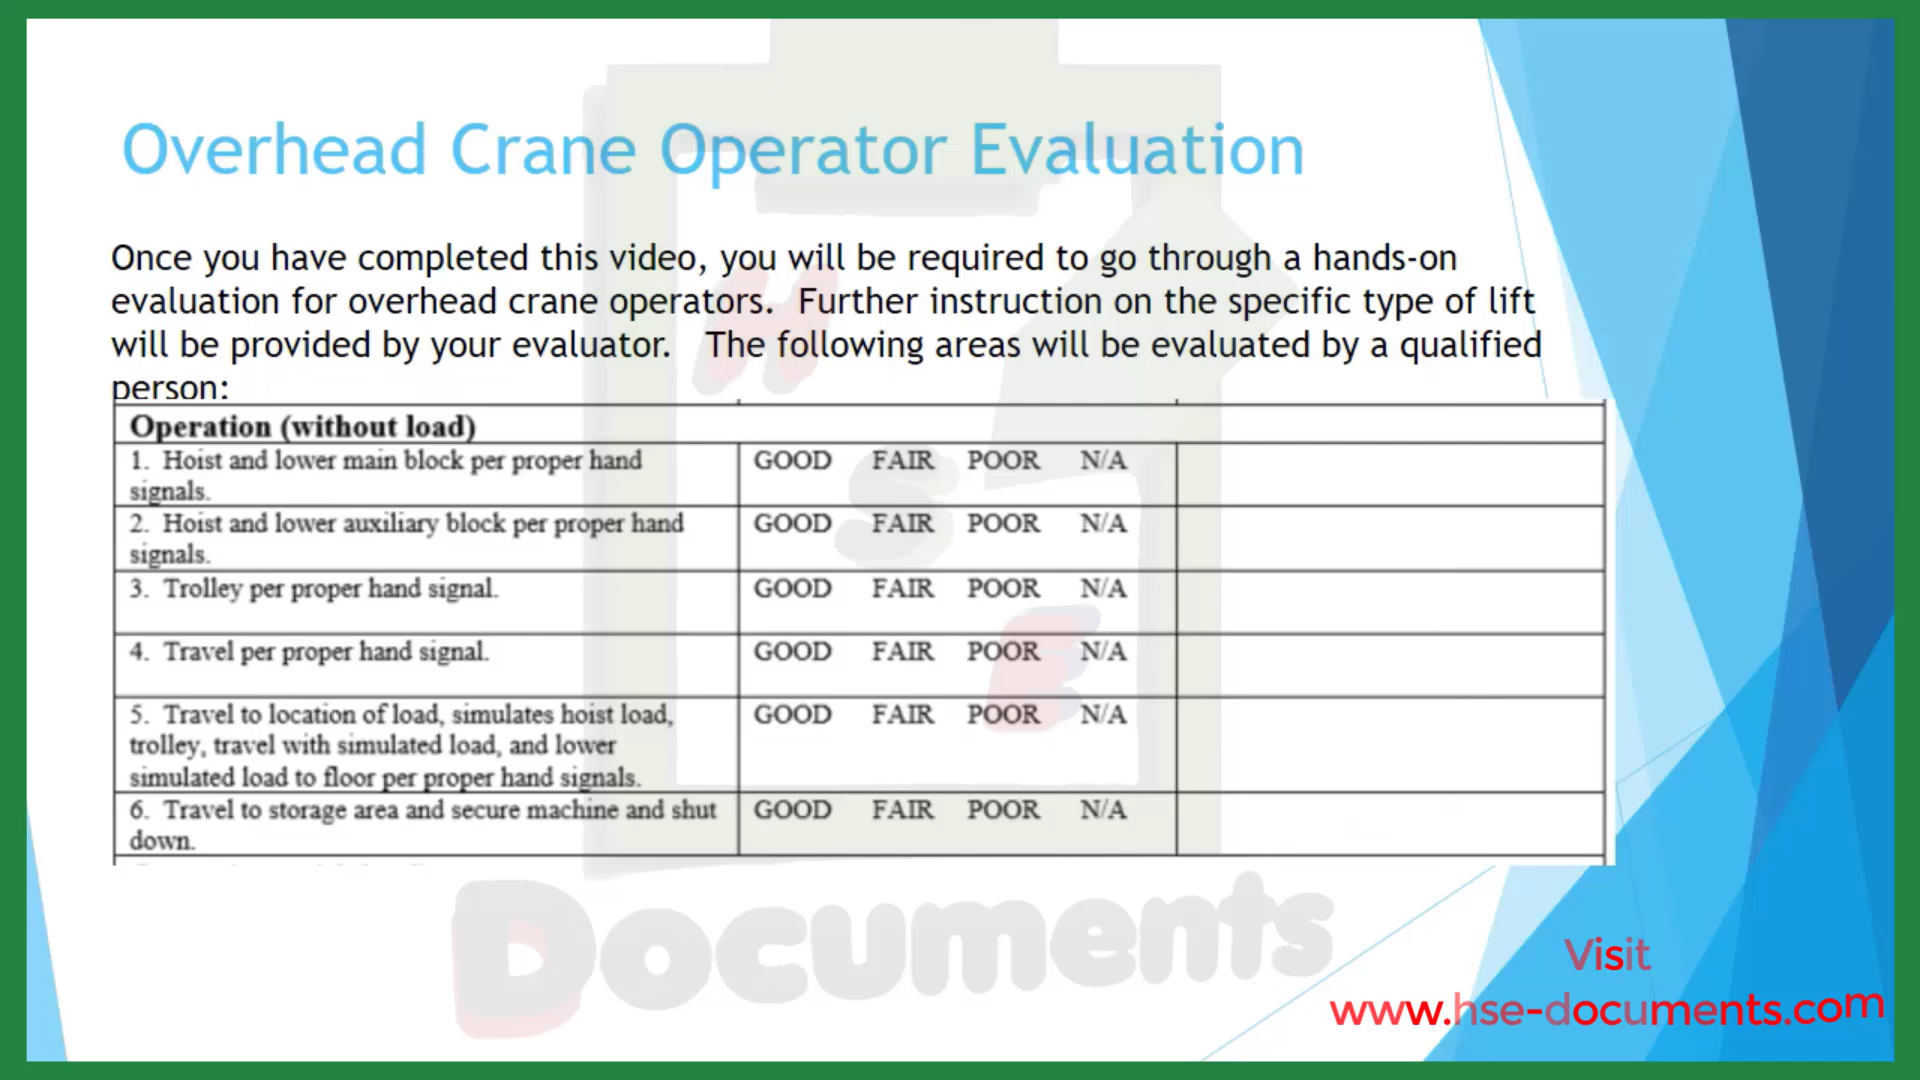 Overhead Crane Operator Evaluation
Once you have completed this video, you will be required to go through a hands-on
evaluation for overhead crane operators. Further instruction on the specific type of lift
will be provided by your evaluator. The following areas will be evaluated by a qualified
person:
Operation (without load)
1. Hoist and lower main block per proper hand
signals.
GOOD FAIR POOR N/A
2. Hoist and lower auxiliary block per proper hand
signals.
GOOD FAIR POOR N/A
3. Trolley per proper hand signal.
GOOD FAIR POOR N/A
4. Travel per proper hand signal.
GOOD FAIR POOR N/A
5. Travel to location of load, simulates hoist load,
trolley, travel with simulated load, and lower
simulated load to floor per proper hand signals.
GOOD FAIR POOR N/A
6. Travel to storage area and secure machine and shut
down.
GOOD FAIR POOR N/A
HSE
Documents
Visit
www.hse-documents.com